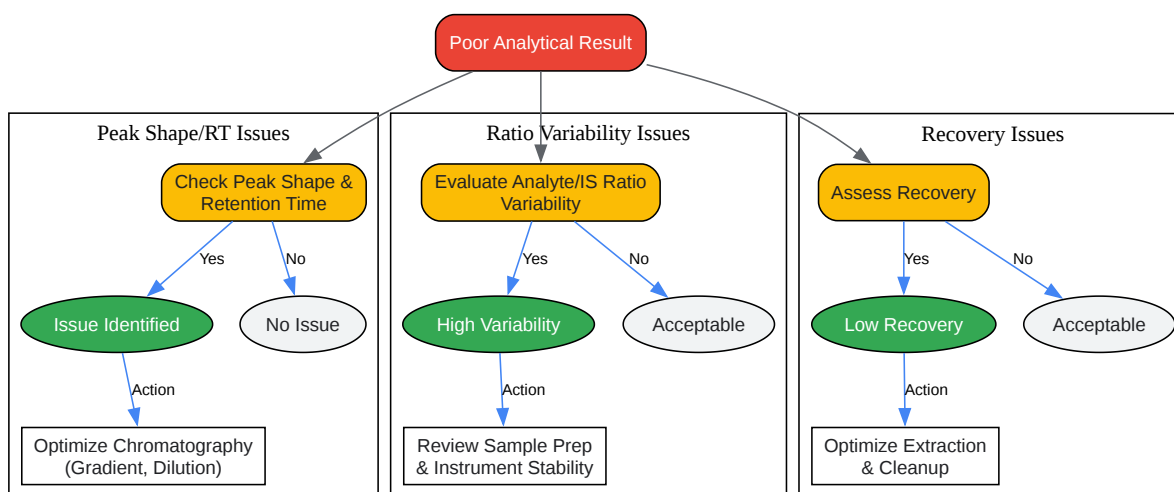 Poor Analytical Result
Peak Shape/RT Issues
Check Peak Shape &
Retention Time
Yes
No
Issue Identified
No Issue
Action
Optimize Chromatography
(Gradient, Dilution)
Ratio Variability Issues
Evaluate Analyte/IS Ratio
Variability
Yes
No
High Variability
Acceptable
Action
Review Sample Prep
& Instrument Stability
Recovery Issues
Assess Recovery
Yes
No
Low Recovery
Acceptable
Action
Optimize Extraction
& Cleanup